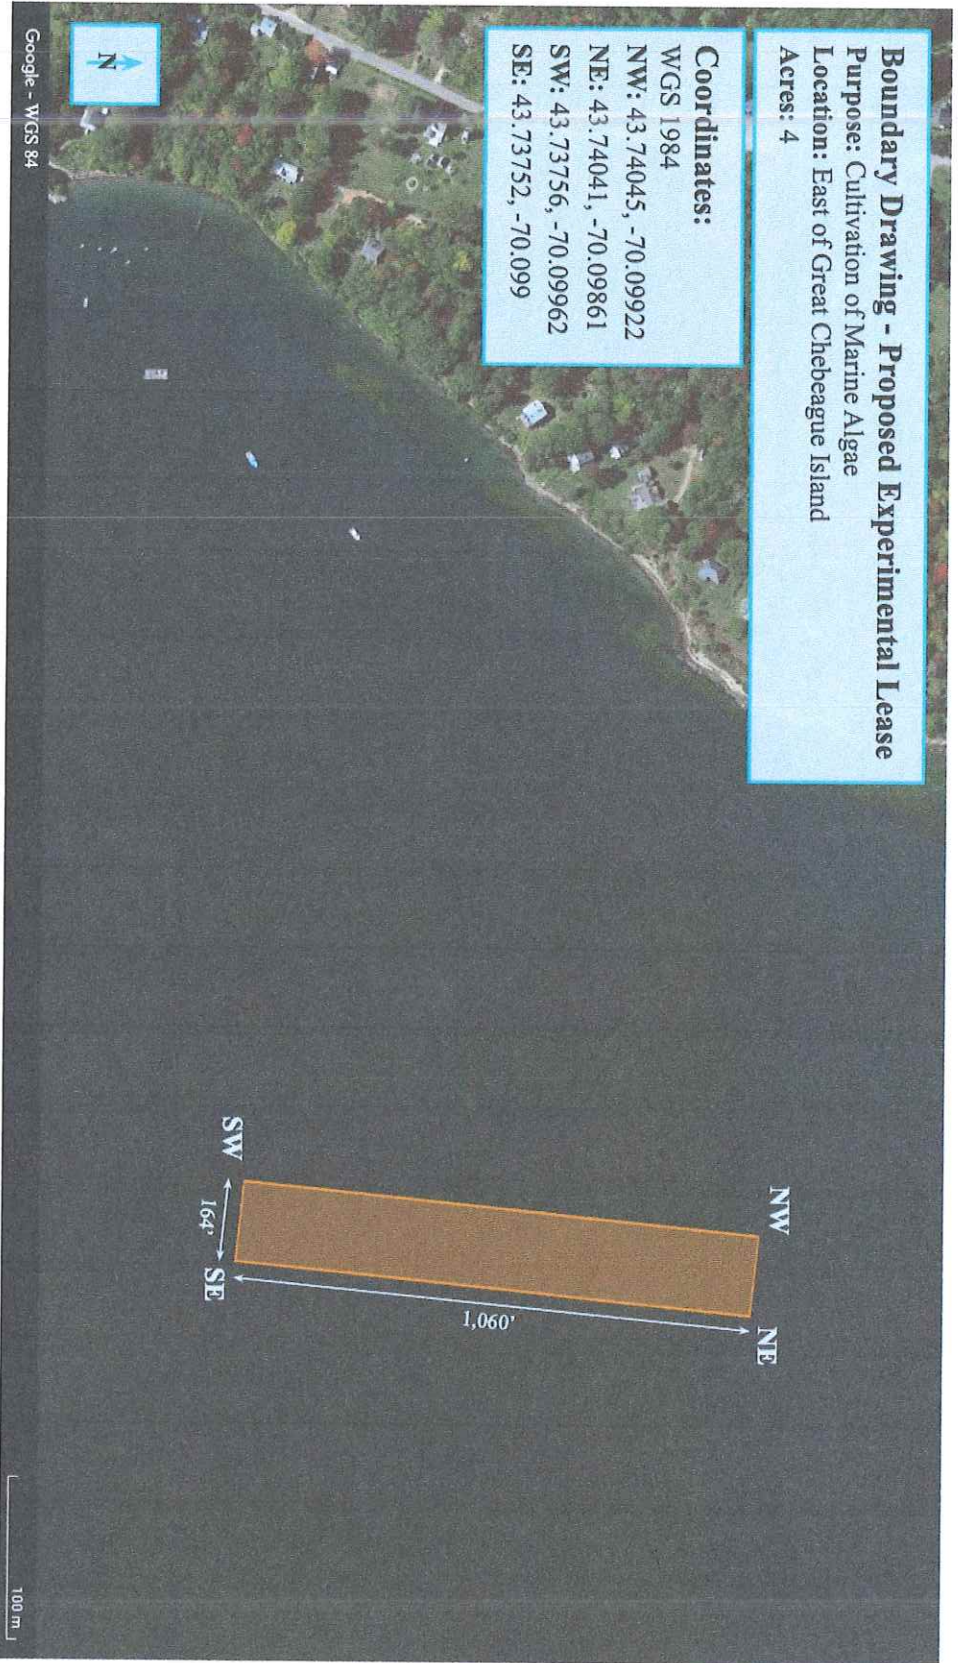 Boundary Drawing - Proposed Experimental Lease
Purpose: Cultivation of Marine Algae
Location: East of Great Chebeague Island
Acres: 4
Coordinates:
WGS 1984
NW: 43.74045, -70.09922
NE: 43.74041, -70.09861
SW: 43.73756, -70.09962
SE: 43.73752, -70.099
NW
NE
1,060'
SW
164'
SE
N
Google - WGS 84
100 m